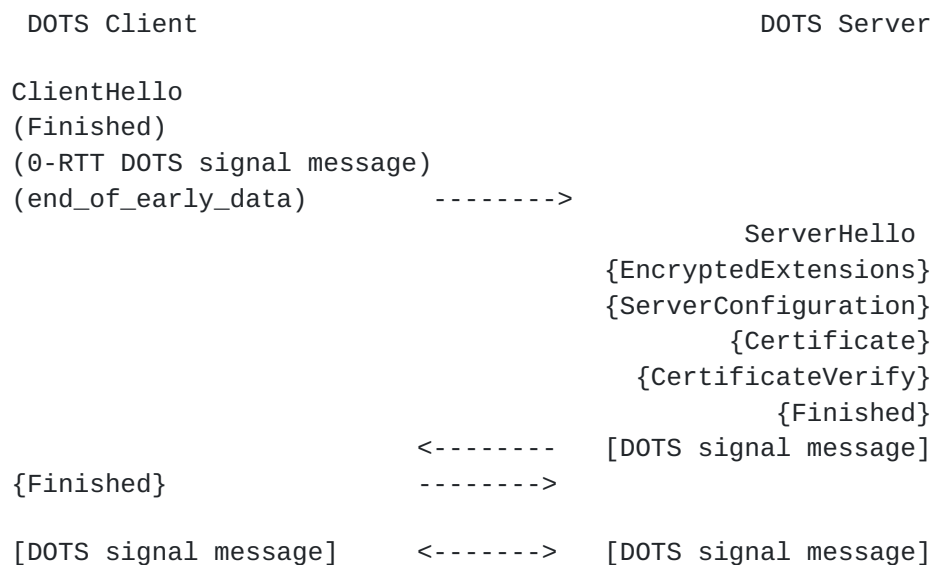 DOTS Client                                   DOTS Server
ClientHello
(Finished)
(0-RTT DOTS signal message)
(end_of_early_data)        -------->
ServerHello
{EncryptedExtensions}
{ServerConfiguration}
{Certificate}
{CertificateVerify}
{Finished}
<--------   [DOTS signal message]
{Finished}                -------->
[DOTS signal message]     <------->   [DOTS signal message]